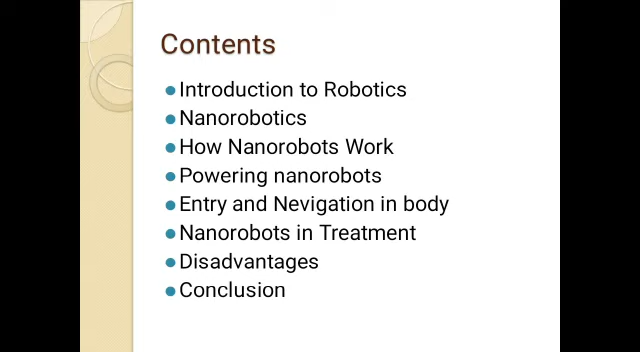 Contents
Introduction to Robotics
Nanorobotics
How Nanorobots Work
Powering nanorobots
Entry and Nevigation in body
Nanorobots in Treatment
Disadvantages
Conclusion